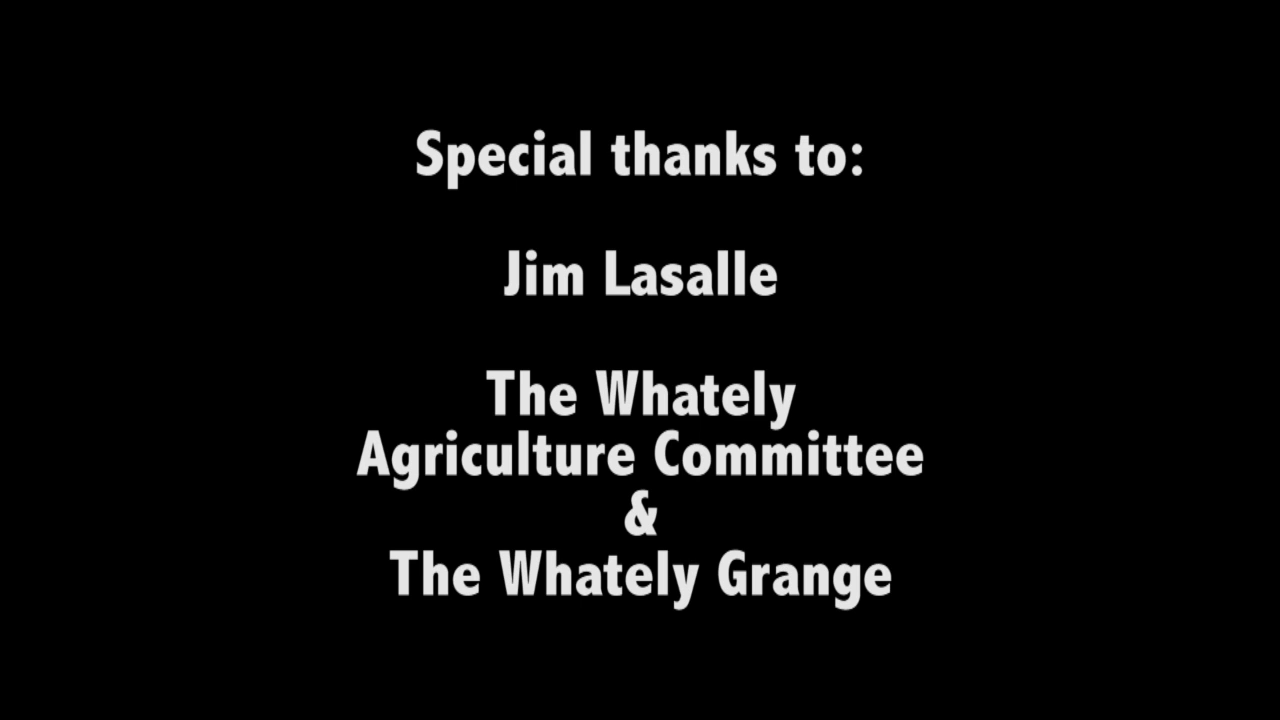 Special thanks to:
Jim Lasalle
The Whately
Agriculture Committee
&
The Whately Grange